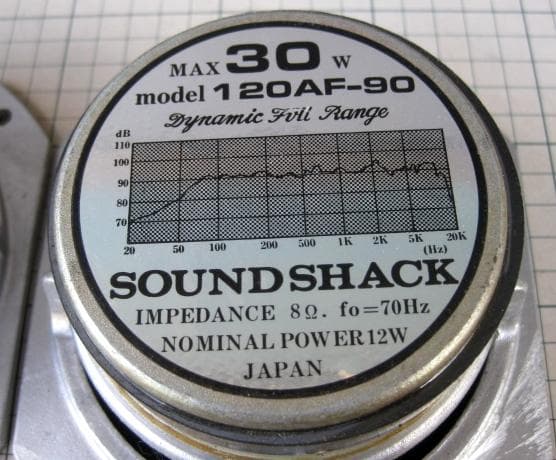 MAX 30 W
model 120AF-90
Dynamic Full Range
dB
110
100
90
80
70
20 50 100 200 500 1K 2K 5K 20K
(Hz)
SOUNDSHACK
IMPEDANCE 8Ω. fo=70Hz
NOMINAL POWER 12W
JAPAN